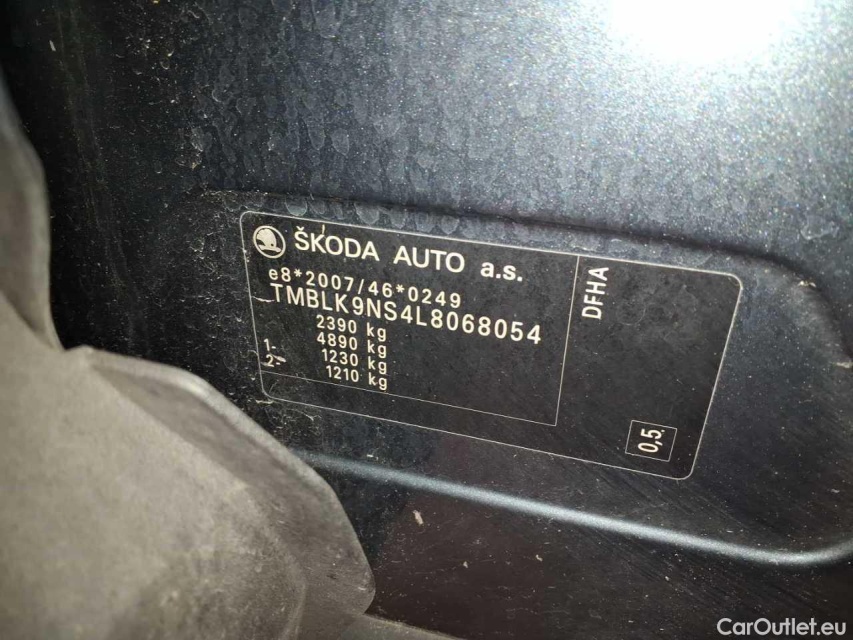 ŠKODA AUTO a.s.
e8*2007/46*0249
TMBLK9NS4L8068054
2390 kg
4890 kg
1- 1230 kg
2- 1210 kg
DFHA
0,5
CarOutlet.eu